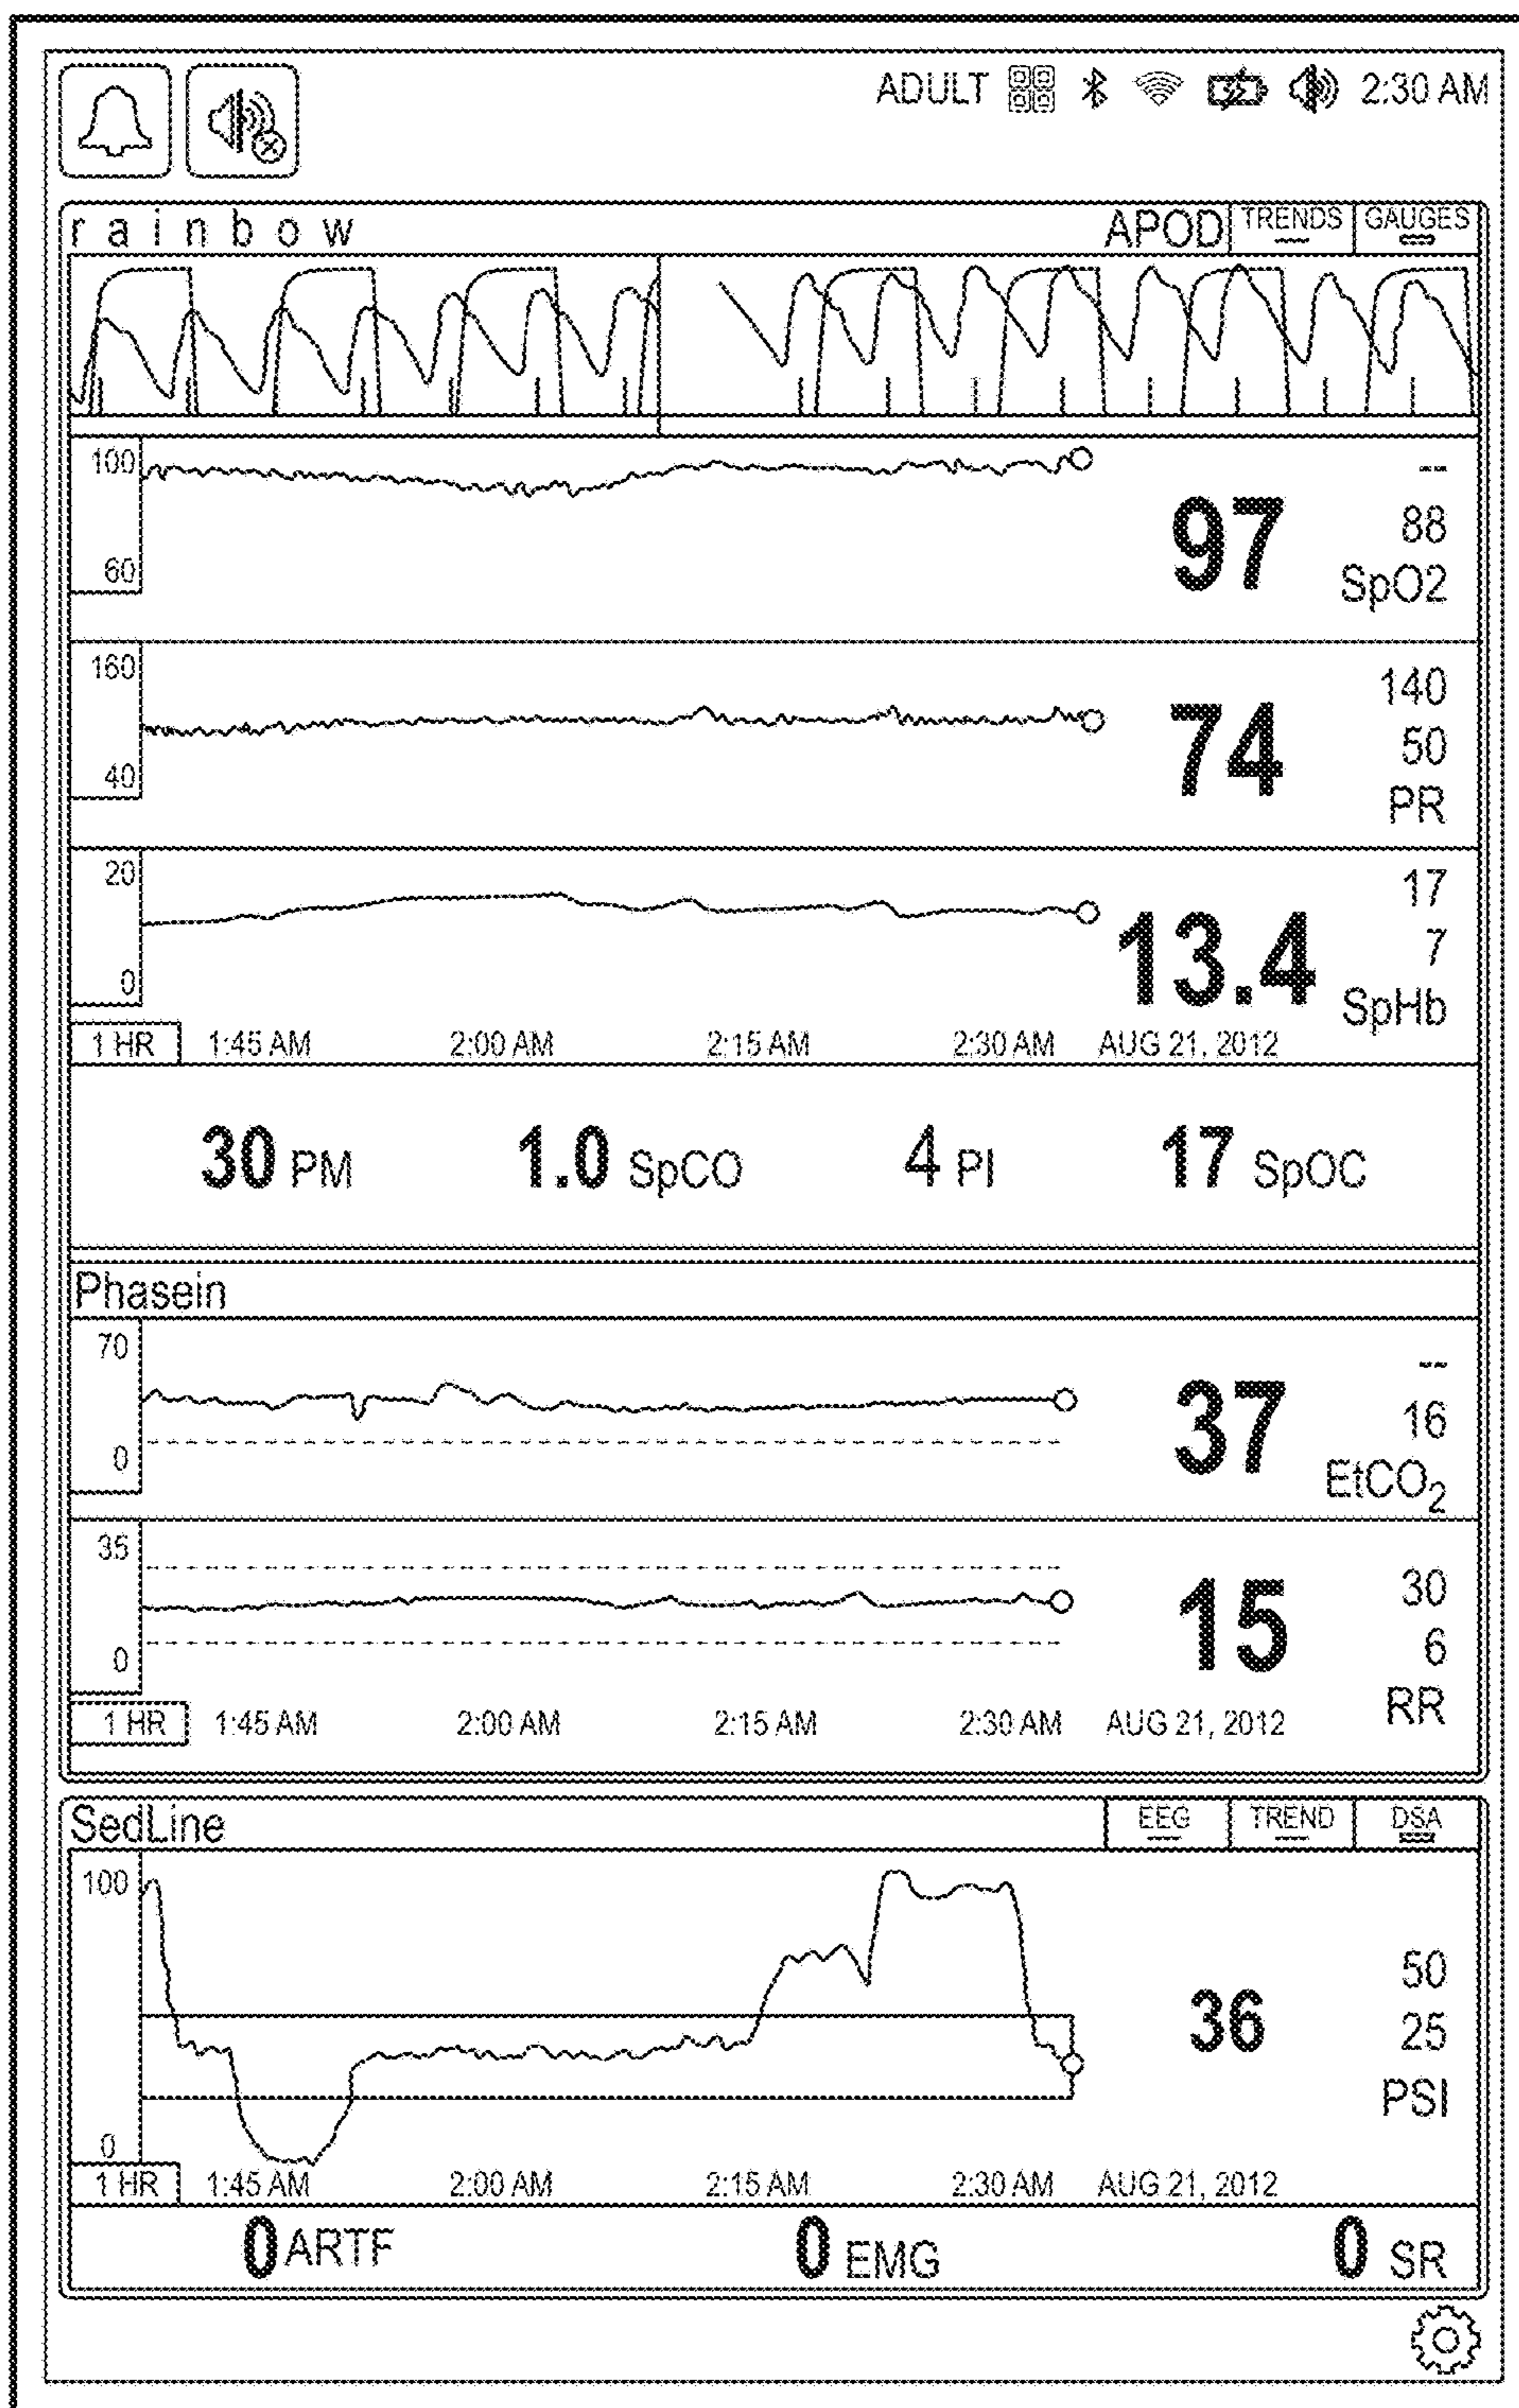 ADULT 2:30 AM
rainbow APOD TRENDS GAUGES
100 --
97 88
60 SpO2
160 140
74 50
40 PR
20 17
13.4 7
0 SpHb
1 HR 1:45 AM 2:00 AM 2:15 AM 2:30 AM AUG 21, 2012
30 PM 1.0 SpCO 4 PI 17 SpOC
Phasein
70 --
37 16
0 EtCO2
35 30
15 6
0 RR
1 HR 1:45 AM 2:00 AM 2:15 AM 2:30 AM AUG 21, 2012
SedLine EEG TREND DSA
100 50
36 25
PSI
0
1 HR 1:45 AM 2:00 AM 2:15 AM 2:30 AM AUG 21, 2012
0 ARTF 0 EMG 0 SR